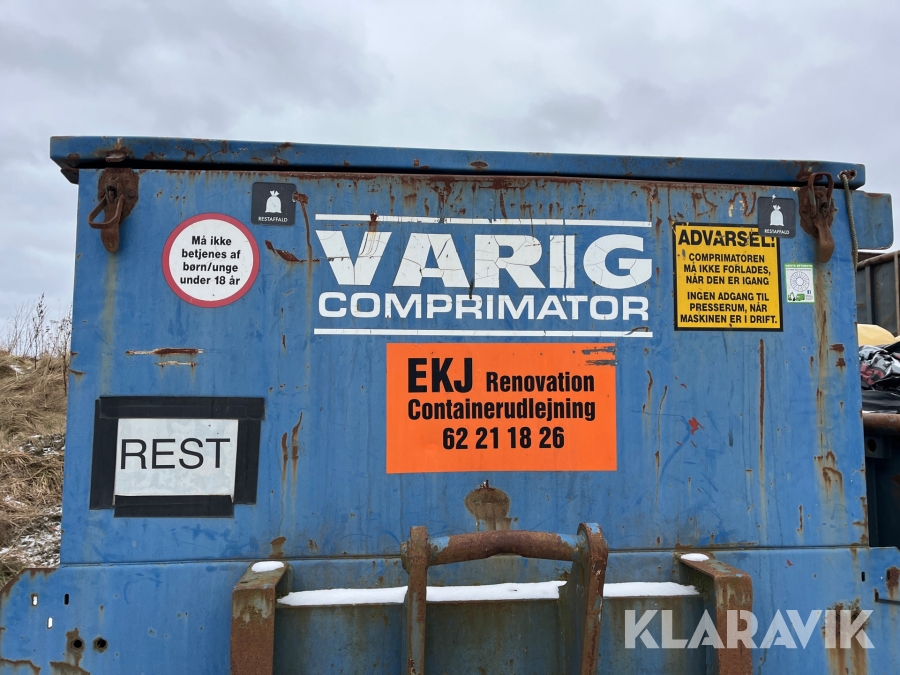 KLARAVIK
RESTAFFALD
RESTAFFALD
Må ikke
betjenes af
børn/unge
under 18 år
VARIG
COMPRIMATOR
ADVARSEL!
COMPRIMATOREN
MÅ IKKE FORLADES,
NÅR DEN ER IGANG
INGEN ADGANG TIL
PRESSERUM, NÅR
MASKINEN ER I DRIFT.
EKJ Renovation
Containerudlejning
62 21 18 26
REST
KLARAVIK